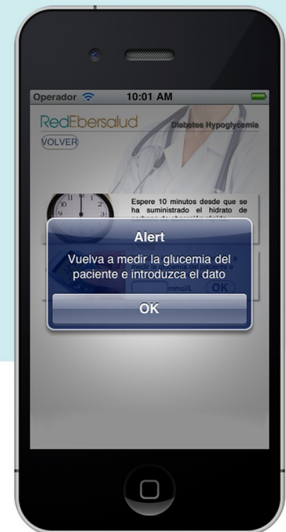 Operador 10:01 AM
RedEbersalud
Diabetes Hypoglycemia
VOLVER
Espere 10 minutos desde que se
ha suministrado el hidrato de
Alert
Vuelva a medir la glucemia del
paciente e introduzca el dato
mmol/L OK
OK